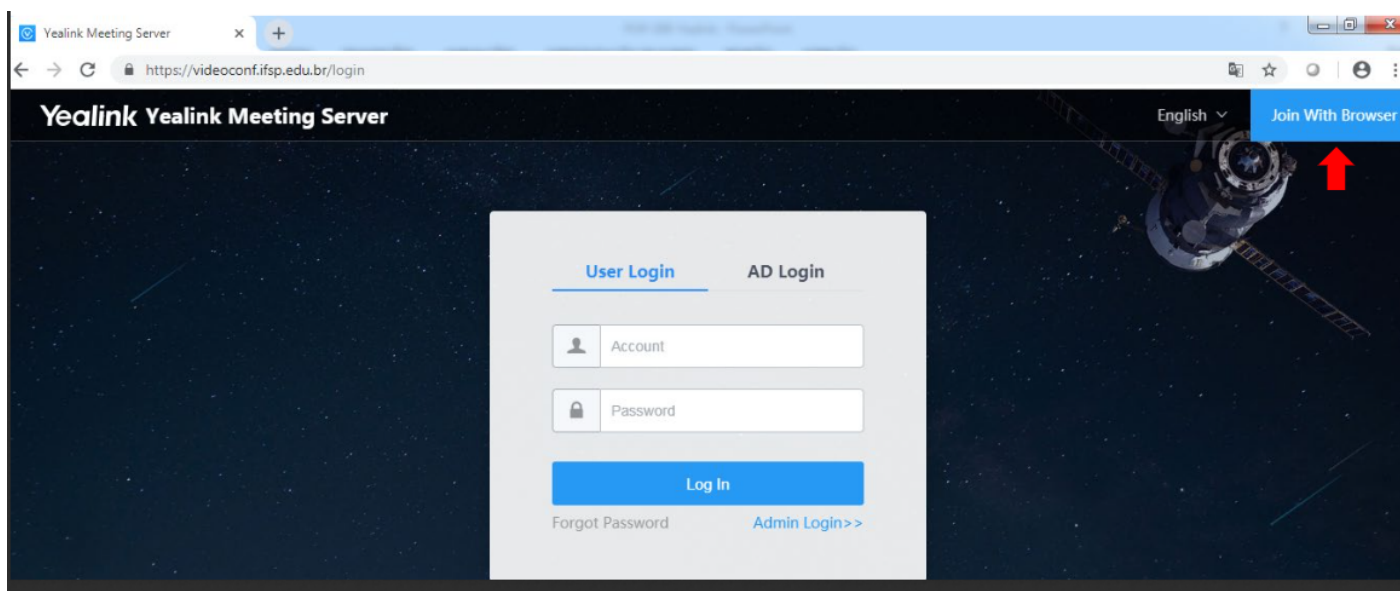 Yealink Meeting Server
https://videoconf.ifsp.edu.br/login
Yealink Yealink Meeting Server
English
Join With Browser
User Login
AD Login
Account
Password
Log In
Forgot Password
Admin Login>>